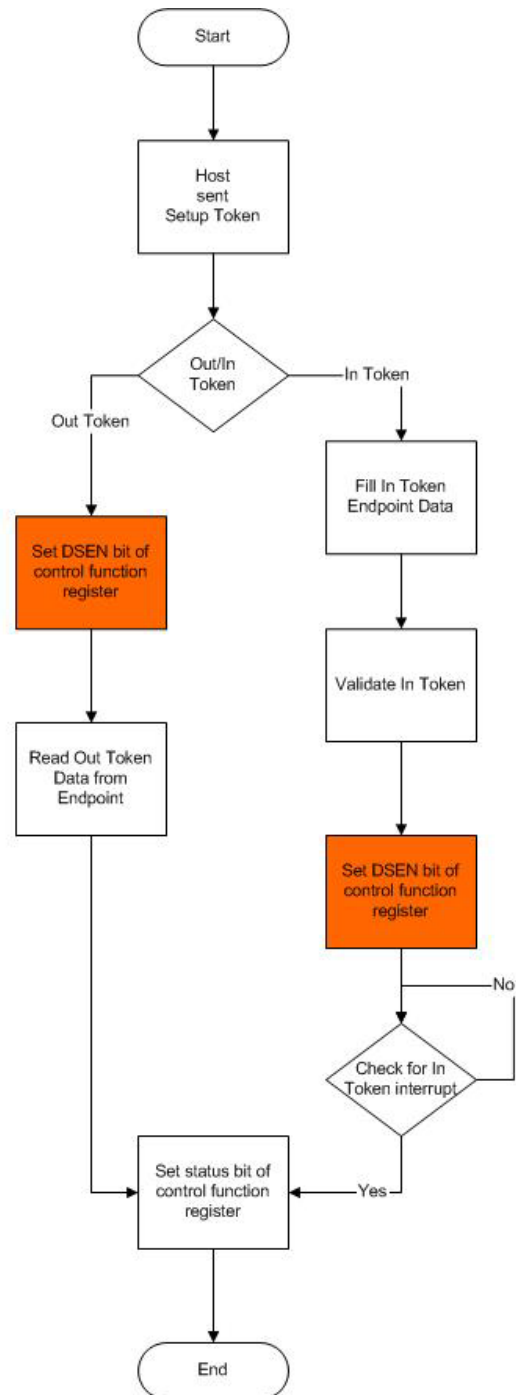 Start
Host
sent
Setup Token
Out/In
Token
Out Token
In Token
Set DSEN bit of
control function
register
Read Out Token
Data from
Endpoint
Fill In Token
Endpoint Data
Validate In Token
Set DSEN bit of
control function
register
No
Check for In
Token interrupt
Yes
Set status bit of
control function
register
End